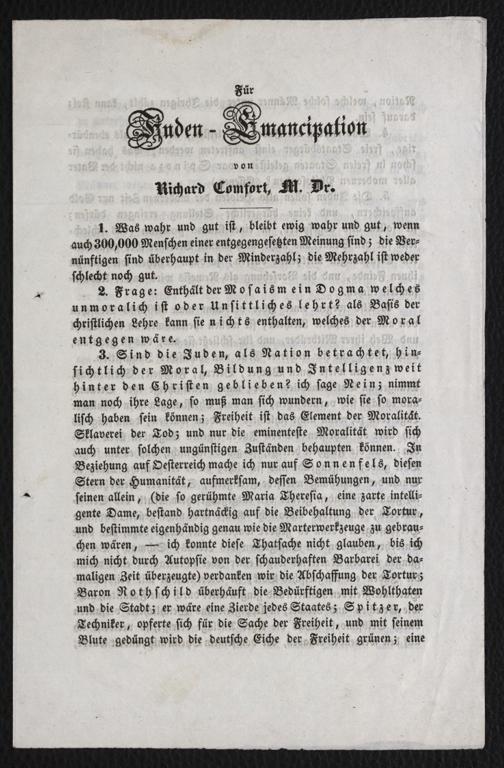 Für
Juden-Emancipation
von
Richard Comfort, M. Dr.
1. Was wahr und gut ist, bleibt ewig wahr und gut, wenn
auch 300,000 Menschen einer entgegengesetzten Meinung sind; die Ver-
nünftigen sind überhaupt in der Minderzahl; die Mehrzahl ist weder
schlecht noch gut.
2. Frage: Enthält der Mosaism ein Dogma welches
unmoralich ist oder Unsittliches lehrt? als Basis der
christlichen Lehre kann sie nichts enthalten, welches der Moral
entgegen wäre.
3. Sind die Juden, als Nation betrachtet, hin-
sichtlich der Moral, Bildung und Intelligenz weit
hinter den Christen geblieben? ich sage Nein; nimmt
man noch ihre Lage, so muß man sich wundern, wie sie so mora-
lisch haben sein können; Freiheit ist das Element der Moralität.
Sklaverei der Tod; und nur die eminenteste Moralität wird sich
auch unter solchen ungünstigen Zuständen behaupten können. In
Beziehung auf Oesterreich mache ich nur auf Sonnenfels, diesen
Stern der Humanität, aufmerksam, dessen Bemühungen, und nur
seinen allein, (die so gerühmte Maria Theresia, eine zarte intelli-
gente Dame, bestand hartnäckig auf die Beibehaltung der Tortur,
und bestimmte eigenhändig genau wie die Marterwerkzeuge zu gebrau-
chen wären, — ich konnte diese Thatsache nicht glauben, bis ich
mich nicht durch Autopsie von der schauderhaften Barbarei der da-
maligen Zeit überzeugte) verdanken wir die Abschaffung der Tortur;
Baron Rothschild überhäuft die Bedürftigen mit Wohlthaten
und die Stadt; er wäre eine Zierde jedes Staates; Spitzer, der
Techniker, opferte sich für die Sache der Freiheit, und mit seinem
Blute gedüngt wird die deutsche Eiche der Freiheit grünen; eine